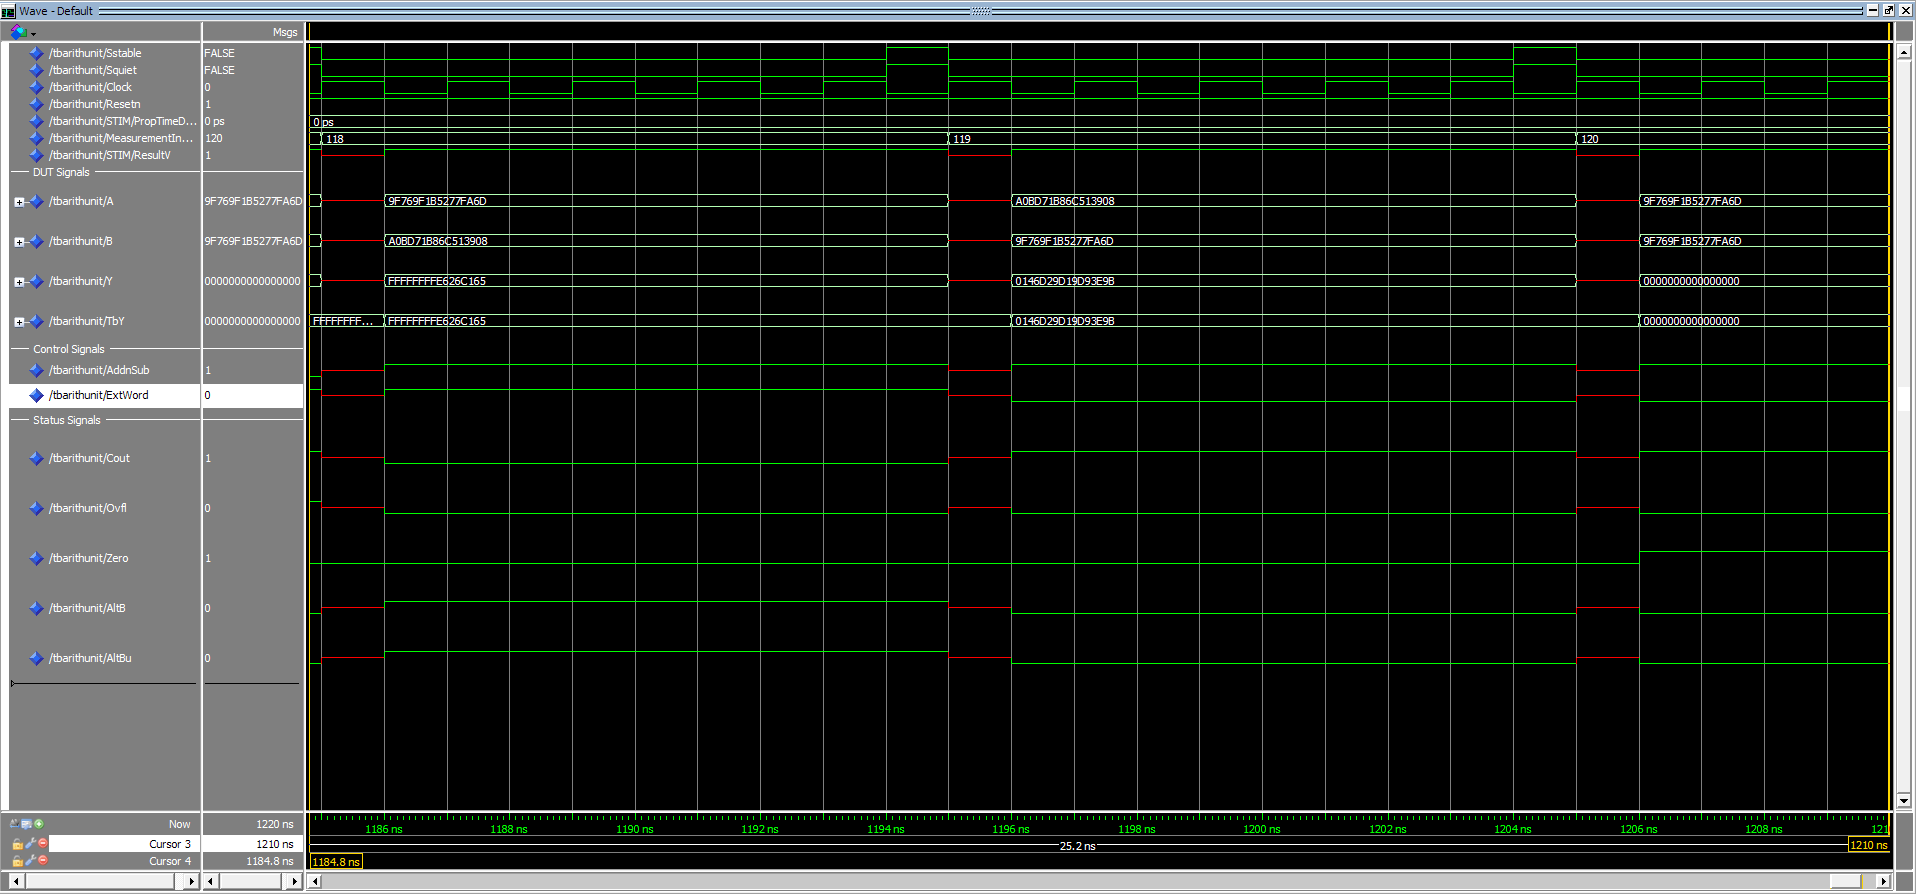 Wave - Default
Msgs
/tbarithunit/Sstable FALSE
/tbarithunit/Squiet FALSE
/tbarithunit/Clock 0
/tbarithunit/Resetn 1
/tbarithunit/STIM/PropTimeD... 0 ps 0 ps
/tbarithunit/MeasurementIn... 120 118 119 120
/tbarithunit/STIM/ResultV 1
DUT Signals
/tbarithunit/A 9F769F1B5277FA6D 9F769F1B5277FA6D A0BD71B86C513908 9F769F1B5277FA6D
/tbarithunit/B 9F769F1B5277FA6D A0BD71B86C513908 9F769F1B5277FA6D 9F769F1B5277FA6D
/tbarithunit/Y 0000000000000000 FFFFFFFFE626C165 0146D29D19D93E9B 0000000000000000
/tbarithunit/TbY 0000000000000000 FFFFFFFF... FFFFFFFFE626C165 0146D29D19D93E9B 0000000000000000
Control Signals
/tbarithunit/AddnSub 1
/tbarithunit/ExtWord 0
Status Signals
/tbarithunit/Cout 1
/tbarithunit/Ovfl 0
/tbarithunit/Zero 1
/tbarithunit/AltB 0
/tbarithunit/AltBu 0
Now 1220 ns 1186 ns 1188 ns 1190 ns 1192 ns 1194 ns 1196 ns 1198 ns 1200 ns 1202 ns 1204 ns 1206 ns 1208 ns 121
Cursor 3 1210 ns 25.2 ns 1210 ns
Cursor 4 1184.8 ns 1184.8 ns